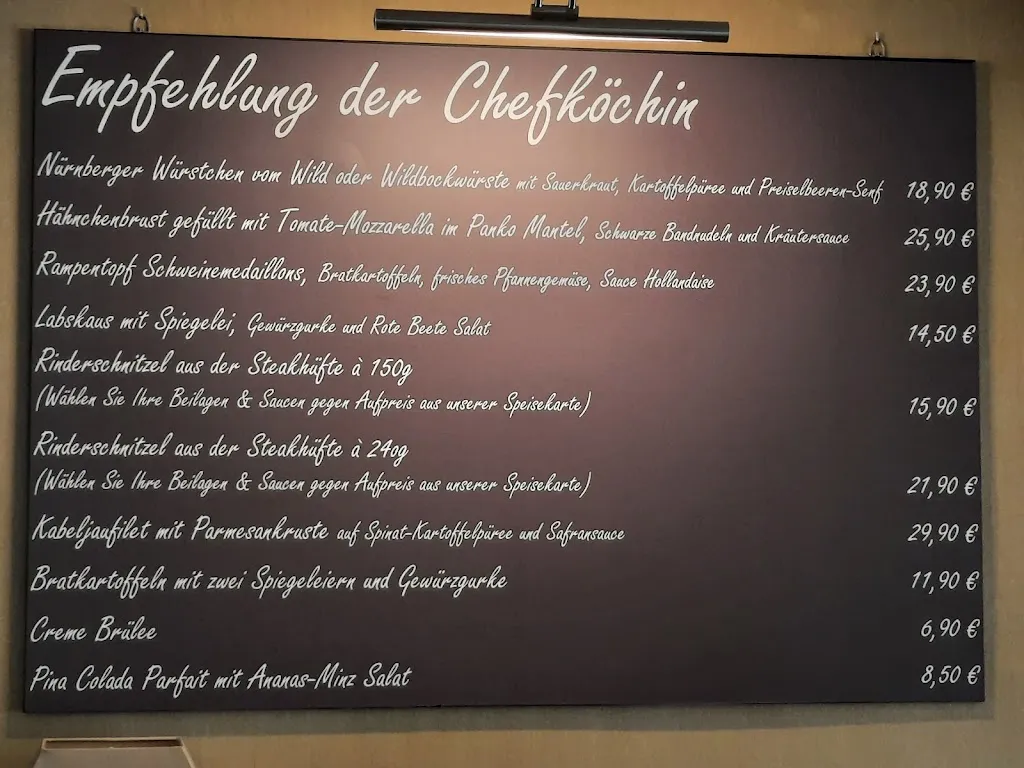 Empfehlung der Chefköchin
Nürnberger Würstchen vom Wild oder Wildbockwürste mit Sauerkraut, Kartoffelpüree und Preiselbeeren-Senf 18,90 €
Hähnchenbrust gefüllt mit Tomate-Mozzarella im Panko Mantel, Schwarze Bandnudeln und Kräutersauce 25,90 €
Rampentopf Schweinemedaillons, Bratkartoffeln, frisches Pfannengemüse, Sauce Hollandaise 23,90 €
Labskaus mit Spiegelei, Gewürzgurke und Rote Beete Salat 14,50 €
Rinderschnitzel aus der Steakhüfte à 150g
(Wählen Sie Ihre Beilagen & Saucen gegen Aufpreis aus unserer Speisekarte) 15,90 €
Rinderschnitzel aus der Steakhüfte à 240g
(Wählen Sie Ihre Beilagen & Saucen gegen Aufpreis aus unserer Speisekarte) 21,90 €
Kabeljaufilet mit Parmesankruste auf Spinat-Kartoffelpüree und Safransauce 29,90 €
Bratkartoffeln mit zwei Spiegeleiern und Gewürzgurke 11,90 €
Creme Brülee 6,90 €
Pina Colada Parfait mit Ananas-Minz Salat 8,50 €